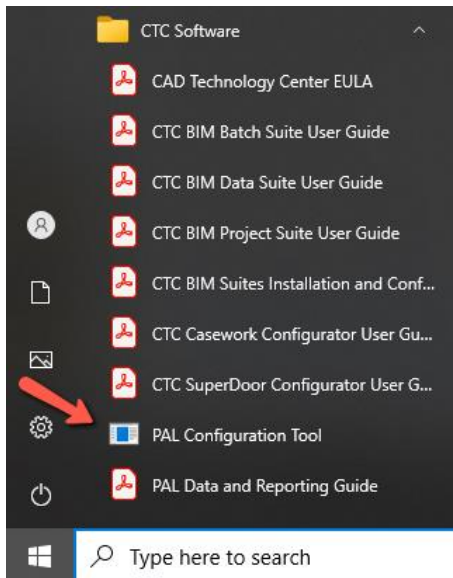 CTC Software
CAD Technology Center EULA
CTC BIM Batch Suite User Guide
CTC BIM Data Suite User Guide
CTC BIM Project Suite User Guide
CTC BIM Suites Installation and Conf...
CTC Casework Configurator User Gu...
CTC SuperDoor Configurator User G...
PAL Configuration Tool
PAL Data and Reporting Guide
Type here to search